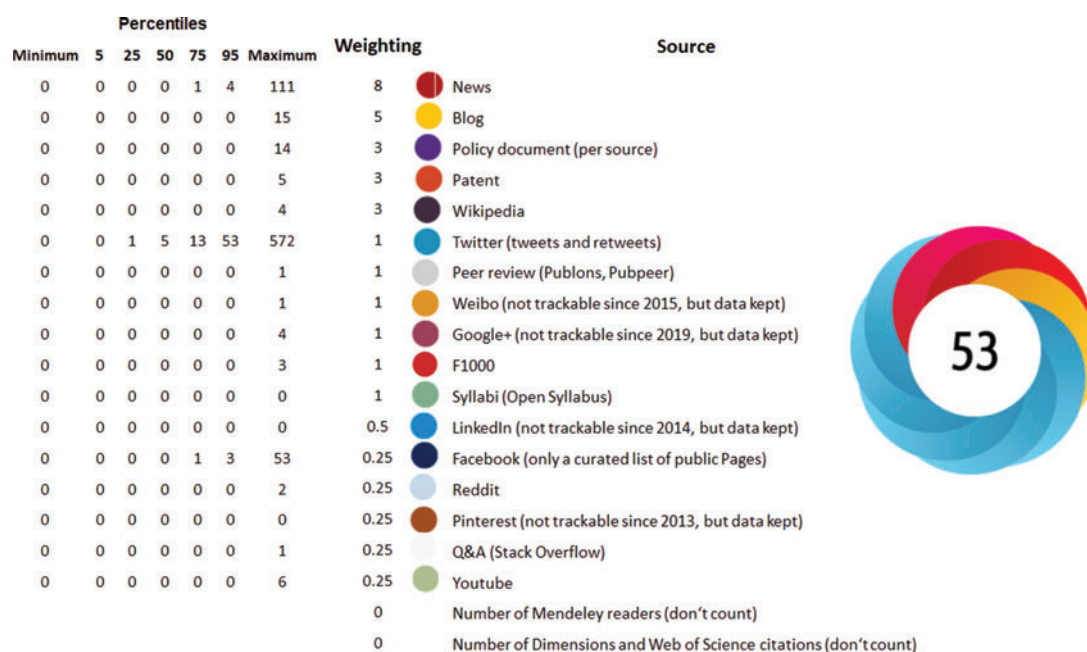 Percentiles
Minimum 5 25 50 75 95 Maximum Weighting Source
0 0 0 0 1 4 111 8 News
0 0 0 0 0 0 15 5 Blog
0 0 0 0 0 0 14 3 Policy document (per source)
0 0 0 0 0 0 5 3 Patent
0 0 0 0 0 0 4 3 Wikipedia
0 0 1 5 13 53 572 1 Twitter (tweets and retweets)
0 0 0 0 0 0 1 1 Peer review (Publons, Pubpeer)
0 0 0 0 0 0 1 1 Weibo (not trackable since 2015, but data kept)
0 0 0 0 0 0 4 1 Google+ (not trackable since 2019, but data kept)
0 0 0 0 0 0 3 1 F1000
0 0 0 0 0 0 0 1 Syllabi (Open Syllabus)
0 0 0 0 0 0 0 0.5 LinkedIn (not trackable since 2014, but data kept)
0 0 0 0 1 3 53 0.25 Facebook (only a curated list of public Pages)
0 0 0 0 0 0 2 0.25 Reddit
0 0 0 0 0 0 0 0.25 Pinterest (not trackable since 2013, but data kept)
0 0 0 0 0 0 1 0.25 Q&A (Stack Overflow)
0 0 0 0 0 0 6 0.25 Youtube
0 Number of Mendeley readers (don‘t count)
0 Number of Dimensions and Web of Science citations (don‘t count)
53